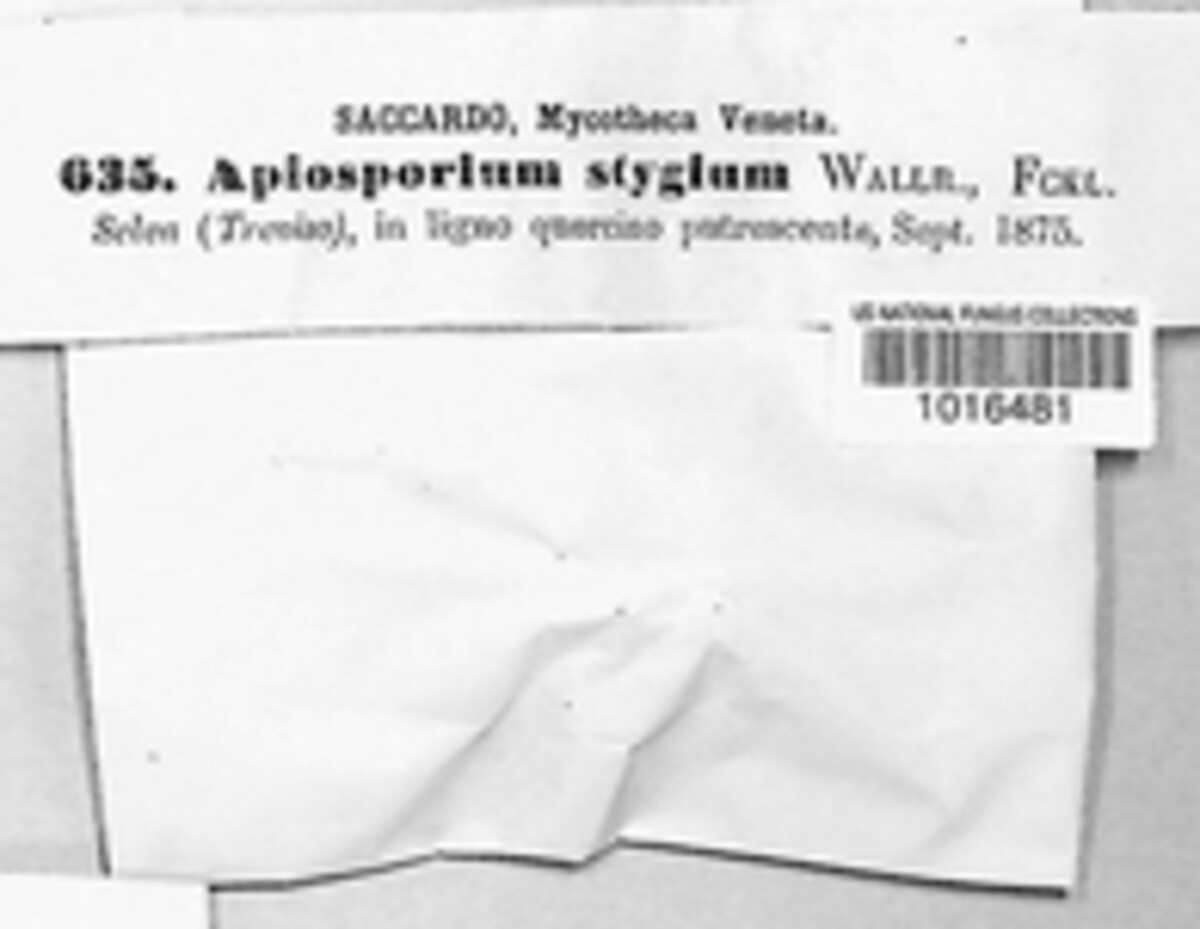 SACCARDO, Mycotheca Veneta.
635. Apiosporium stygium WALLR., FCKL.
Selva (Treviso), in ligno quercino putrescente, Sept. 1875.
US NATIONAL FUNGUS COLLECTIONS
1016481